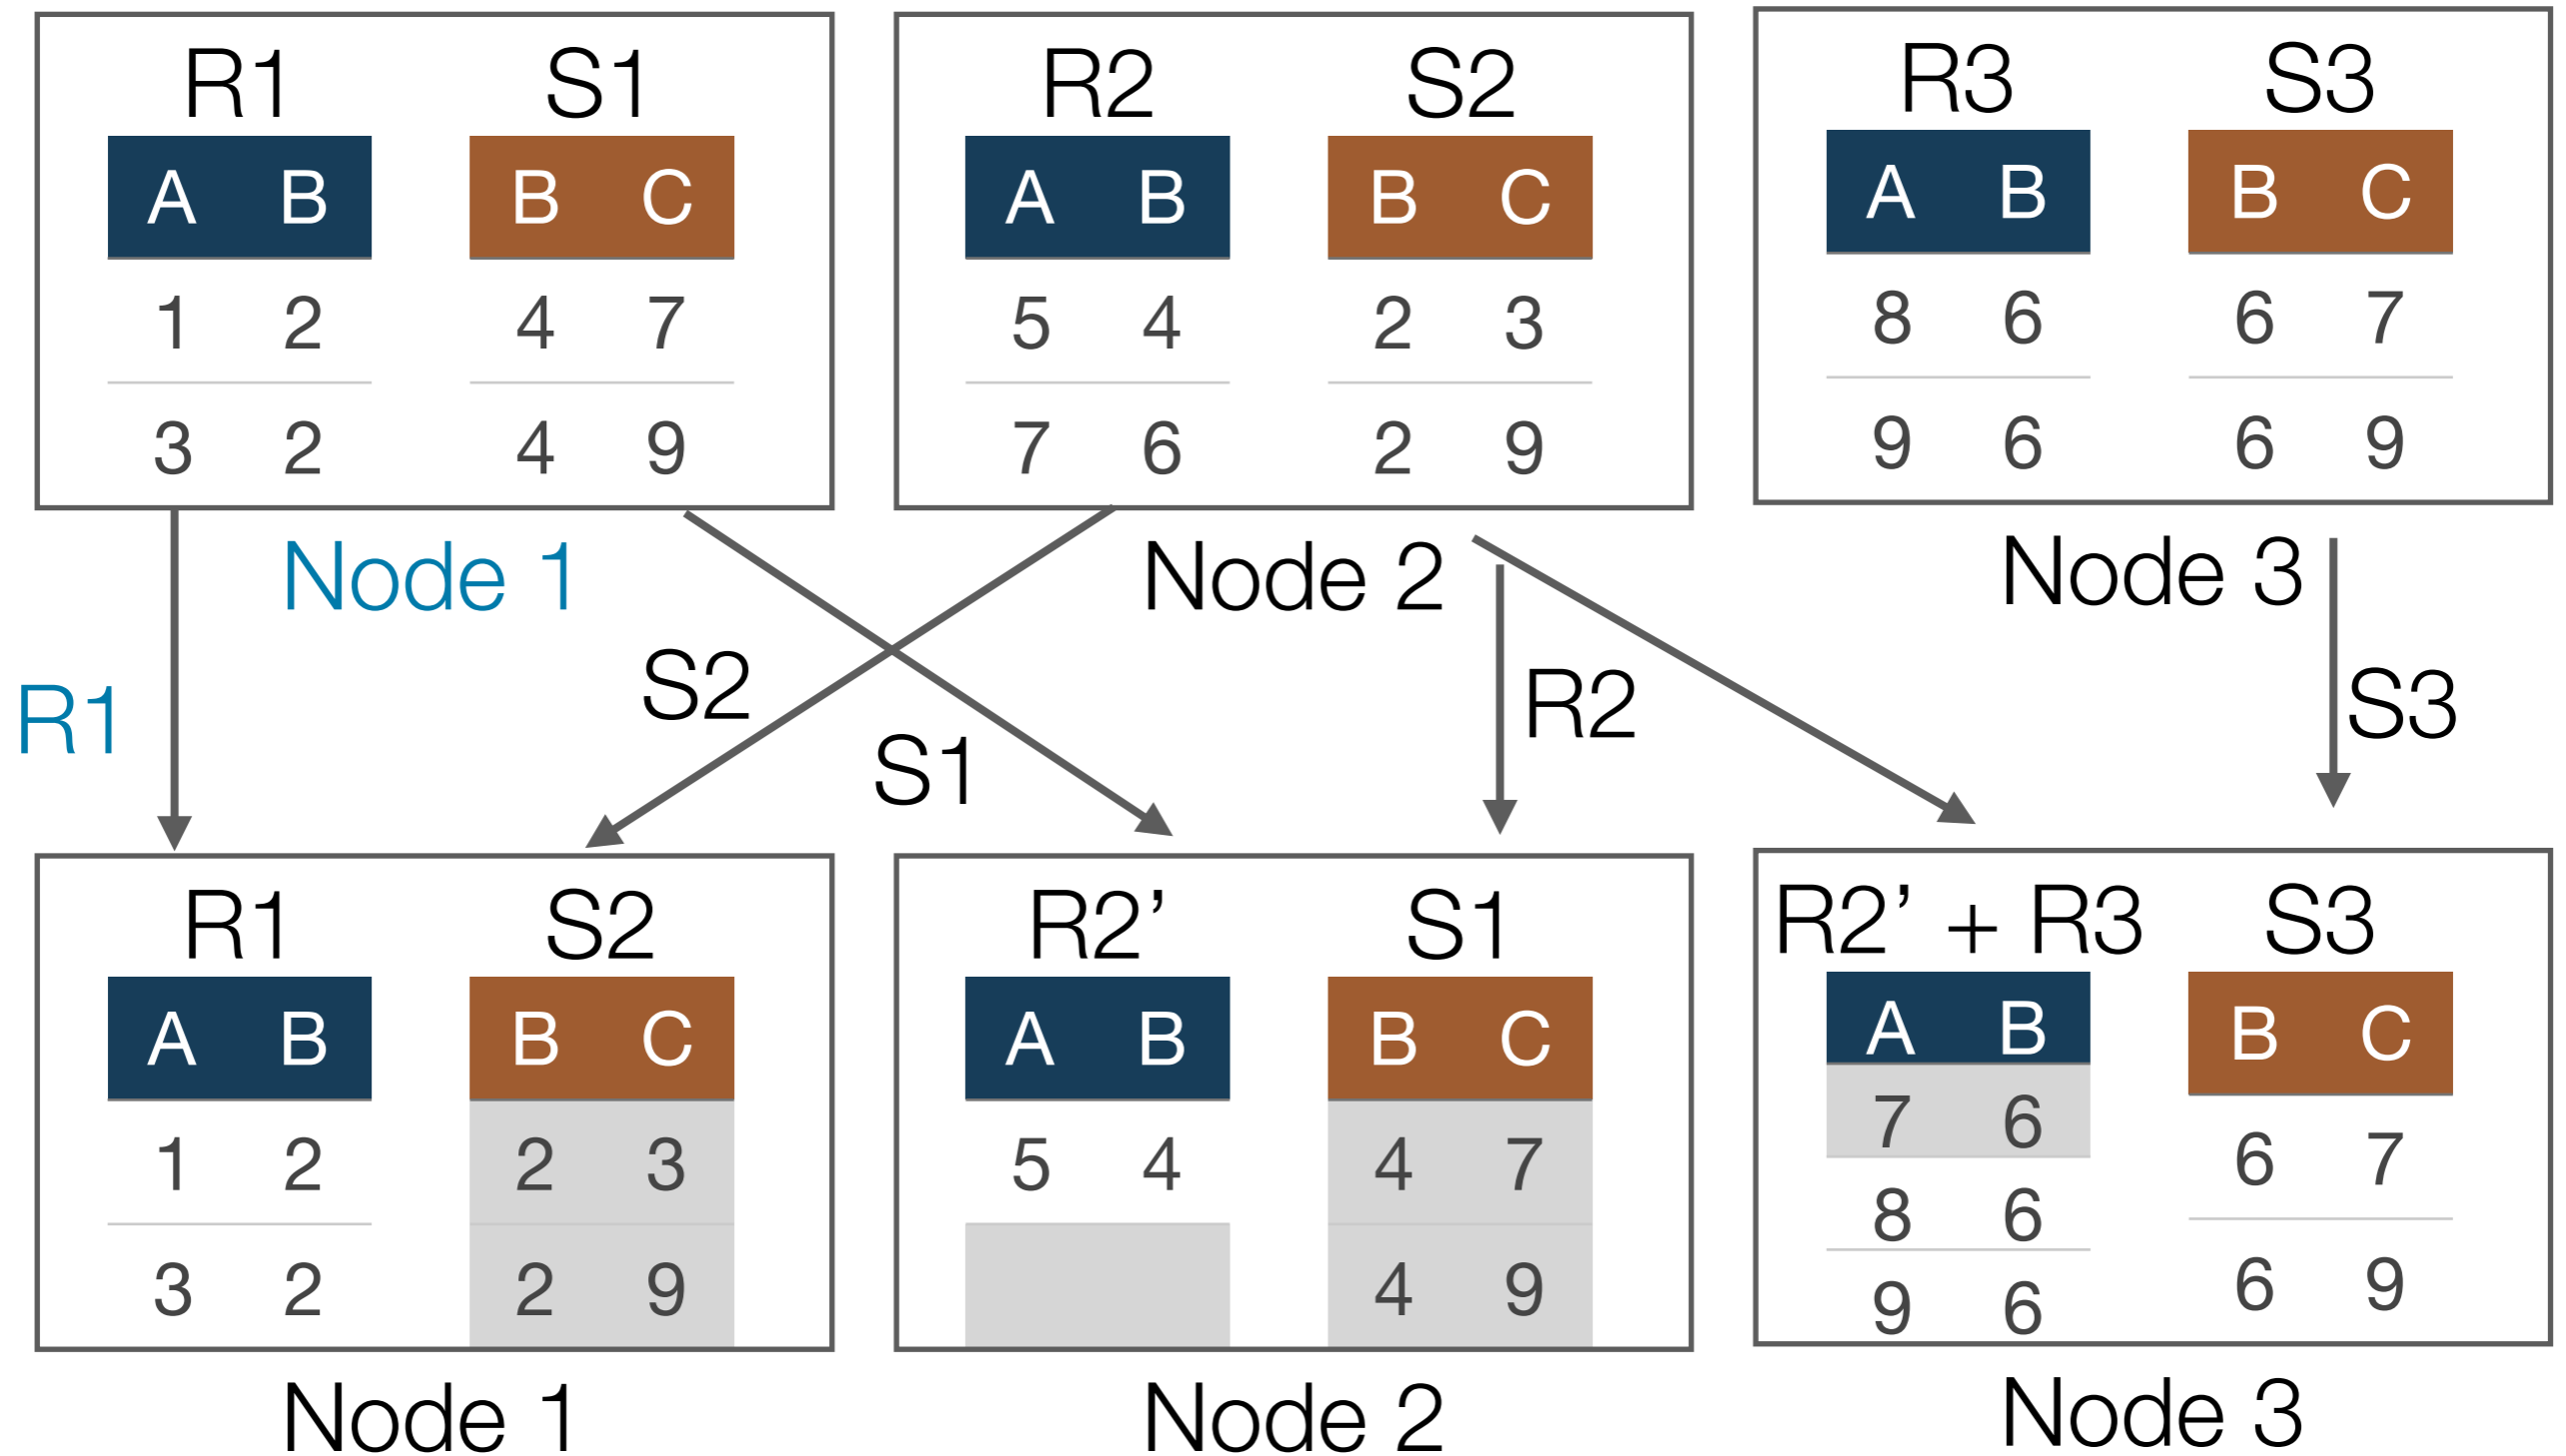 R1 S1 R2 S2 R3 S3
A B B C A B B C A B B C
1 2 4 7 5 4 2 3 8 6 6 7
3 2 4 9 7 6 2 9 9 6 6 9
Node 1 Node 2 Node 3
R1 S2 S1 R2 S3
R1 S2 R2’ S1 R2’ + R3 S3
A B B C A B B C A B B C
1 2 2 3 5 4 4 7 7 6 6 7
8 6
3 2 2 9 4 9 9 6 6 9
Node 1 Node 2 Node 3